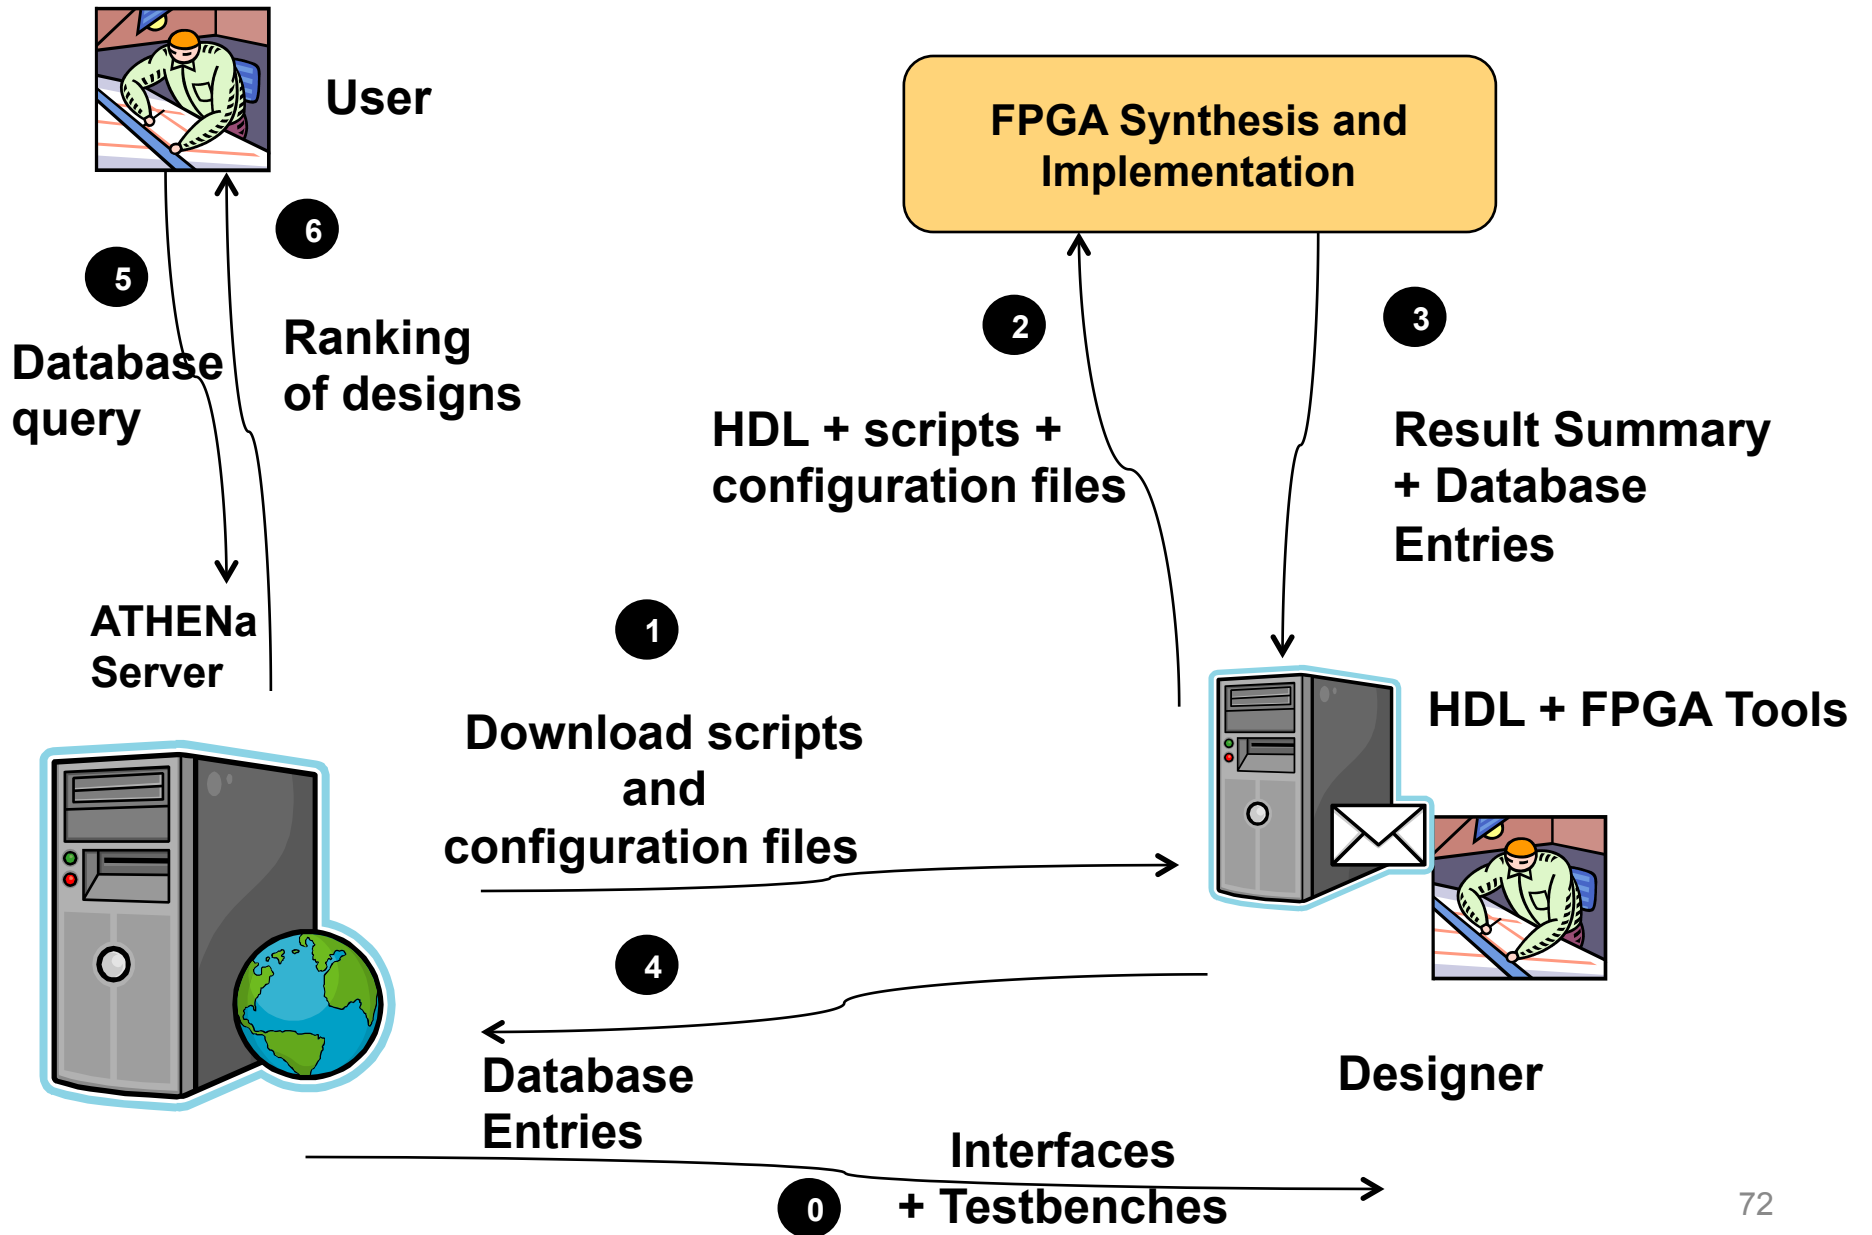 User
FPGA Synthesis and
Implementation
6
5
2
3
Ranking
of designs
Database
query
HDL + scripts +
configuration files
Result Summary
+ Database
Entries
ATHENa
Server
1
HDL + FPGA Tools
Download scripts
and
configuration files
4
Database
Entries
Designer
Interfaces
+ Testbenches
0
72